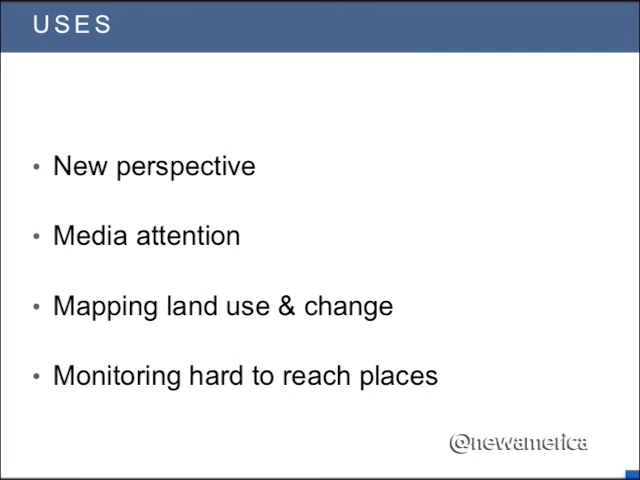 USES
• New perspective
• Media attention
• Mapping land use & change
• Monitoring hard to reach places
@newamerica